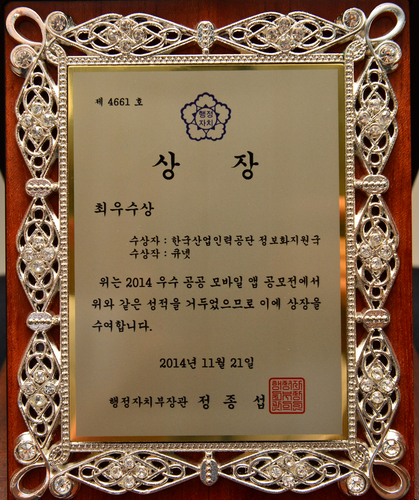 제 4661 호
행정
자치
상 장
최우수상
수상자 : 한국산업인력공단 정보화지원국
수상작 : 큐넷
위는 2014 우수 공공 모바일 앱 공모전에서
위와 같은 성적을 거두었으므로 이에 상장을
수여합니다.
2014년 11월 21일
행정자치부장관 정 종 섭